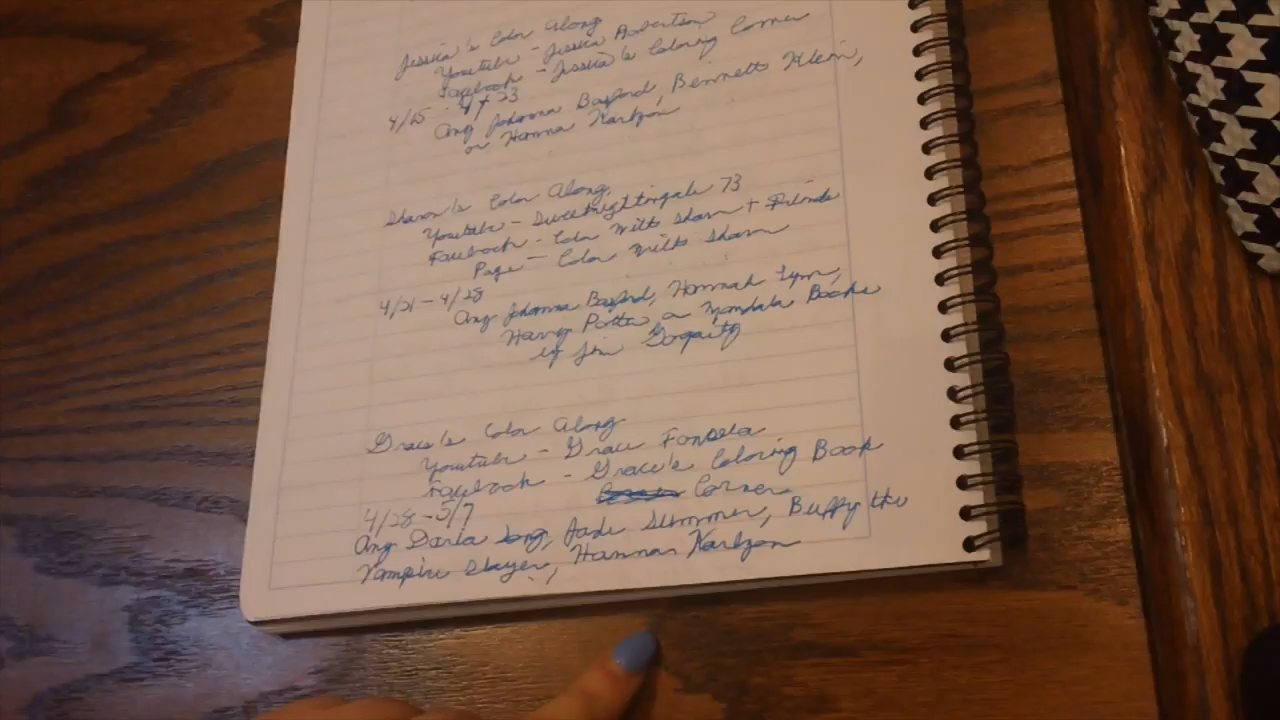 Jessica's Color Along
Youtube - Jessica Robertson
Facebook - Jessica's Coloring Corner
4/15 - 4/23
Any Johanna Basford, Bennett Klein,
or Hanna Karlzon
Sharon's Color Along
Youtube - Sweetnightingale 73
Facebook - Color With Sharon + Friends
Page - Color With Sharon
4/21 - 4/28
Any Johanna Basford, Hannah Lynn,
Harry Potter or Mandala Books
of Jim Gogarty
Grace's Color Along
Youtube - Grace Fonseca
Facebook - Grace's Coloring Book
Corner
4/28 - 5/7
Any Daria Song, Jade Summer, Buffy the
Vampire Slayer, Hanna Karlzon